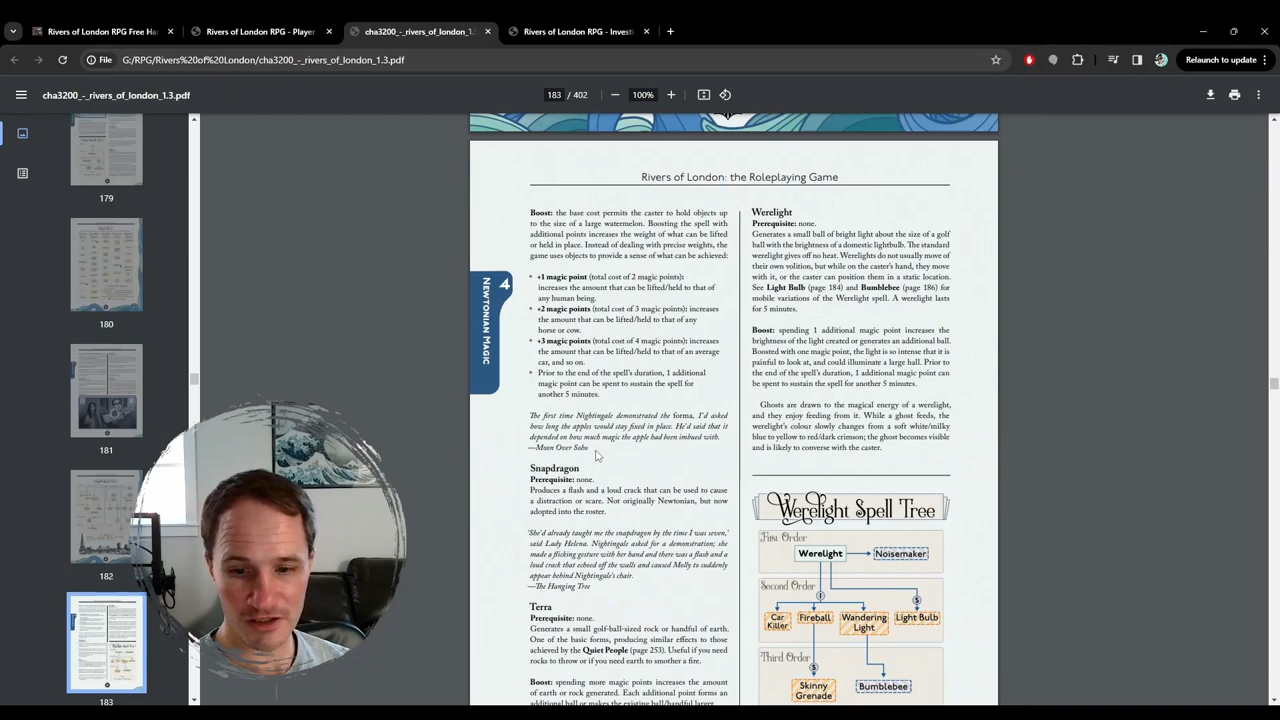 Rivers of London RPG Free Ha
Rivers of London RPG - Player
cha3200_-_rivers_of_london_1.
Rivers of London RPG - Investi
File
G:/RPG/Rivers%20of%20London/cha3200_-_rivers_of_london_1.3.pdf
Relaunch to update
cha3200_-_rivers_of_london_1.3.pdf
183 / 402
100%
179
180
181
182
183
Rivers of London: the Roleplaying Game
4
Newtonian Magic
Boost: the base cost permits the caster to hold objects up
to the size of a large watermelon. Boosting the spell with
additional points increases the weight of what can be lifted
or held in place. Instead of dealing with precise weights, the
game uses objects to provide a sense of what can be achieved:
+1 magic point (total cost of 2 magic points):
increases the amount that can be lifted/held to that of
any human being.
+2 magic points (total cost of 3 magic points): increases
the amount that can be lifted/held to that of any
horse or cow.
+3 magic points (total cost of 4 magic points): increases
the amount that can be lifted/held to that of an average
car, and so on.
Prior to the end of the spell's duration, 1 additional
magic point can be spent to sustain the spell for
another 5 minutes.
The first time Nightingale demonstrated the forma, I'd asked
how long the apples would stay fixed in place. He'd said that it
depended on how much magic the apple had been imbued with.
—Moon Over Soho
Snapdragon
Prerequisite: none.
Produces a flash and a loud crack that can be used to cause
a distraction or scare. Not originally Newtonian, but now
adopted into the roster.
'She'd already taught me the snapdragon by the time I was seven,'
said Lady Helena. Nightingale asked for a demonstration; she
made a flicking gesture with her hand and there was a flash and a
loud crack that echoed off the walls and caused Molly to suddenly
appear behind Nightingale's chair.
—The Hanging Tree
Terra
Prerequisite: none.
Generates a small golf-ball-sized rock or handful of earth.
One of the basic forms, producing similar effects to those
achieved by the Quiet People (page 253). Useful if you need
rocks to throw or if you need earth to smother a fire.
Boost: spending more magic points increases the amount
of earth or rock generated. Each additional point forms an
additional ball or makes the existing ball/handful larger.
Werelight
Prerequisite: none.
Generates a small ball of bright light about the size of a golf
ball with the brightness of a domestic lightbulb. The standard
werelight gives off no heat. Werelights do not usually move of
their own volition, but while on the caster's hand, they move
with it, or the caster can position them in a static location.
See Light Bulb (page 184) and Bumblebee (page 186) for
mobile variations of the Werelight spell. A werelight lasts
for 5 minutes.
Boost: spending 1 additional magic point increases the
brightness of the light created or generates an additional ball.
Boosted with one magic point, the light is so intense that it is
painful to look at, and could illuminate a large hall. Prior to
the end of the spell's duration, 1 additional magic point can
be spent to sustain the spell for another 5 minutes.
Ghosts are drawn to the magical energy of a werelight,
and they enjoy feeding from it. While a ghost feeds, the
werelight's colour slowly changes from a soft white/milky
blue to yellow to red/dark crimson; the ghost becomes visible
and is likely to converse with the caster.
Werelight Spell Tree
First Order
Werelight
Noisemaker
Second Order
Car
Killer
Fireball
Wandering
Light
Light Bulb
Third Order
Skinny
Grenade
Bumblebee